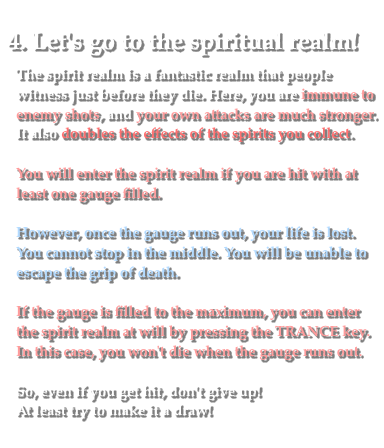 4. Let's go to the spiritual realm!
The spirit realm is a fantastic realm that people
witness just before they die. Here, you are immune to
enemy shots, and your own attacks are much stronger.
It also doubles the effects of the spirits you collect.
You will enter the spirit realm if you are hit with at
least one gauge filled.
However, once the gauge runs out, your life is lost.
You cannot stop in the middle. You will be unable to
escape the grip of death.
If the gauge is filled to the maximum, you can enter
the spirit realm at will by pressing the TRANCE key.
In this case, you won't die when the gauge runs out.
So, even if you get hit, don't give up!
At least try to make it a draw!